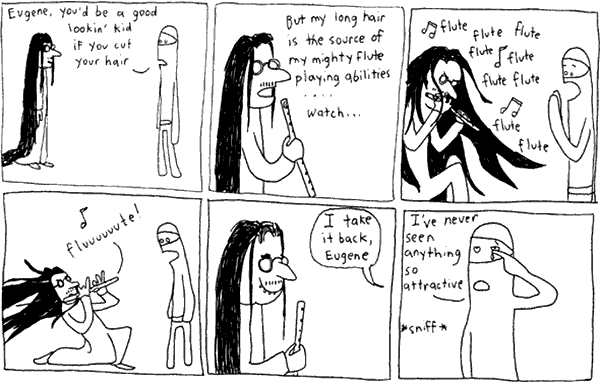 Eugene, you'd be a good
lookin' kid
if you cut
your hair
But my long hair
is the source of
my mighty flute
playing abilities
....
watch...
flute
flute flute
flute flute
flute flute
flute
flute
fluuuuuute!
I take
it back,
Eugene
I've never
seen
anything
so
attractive
*sniff*